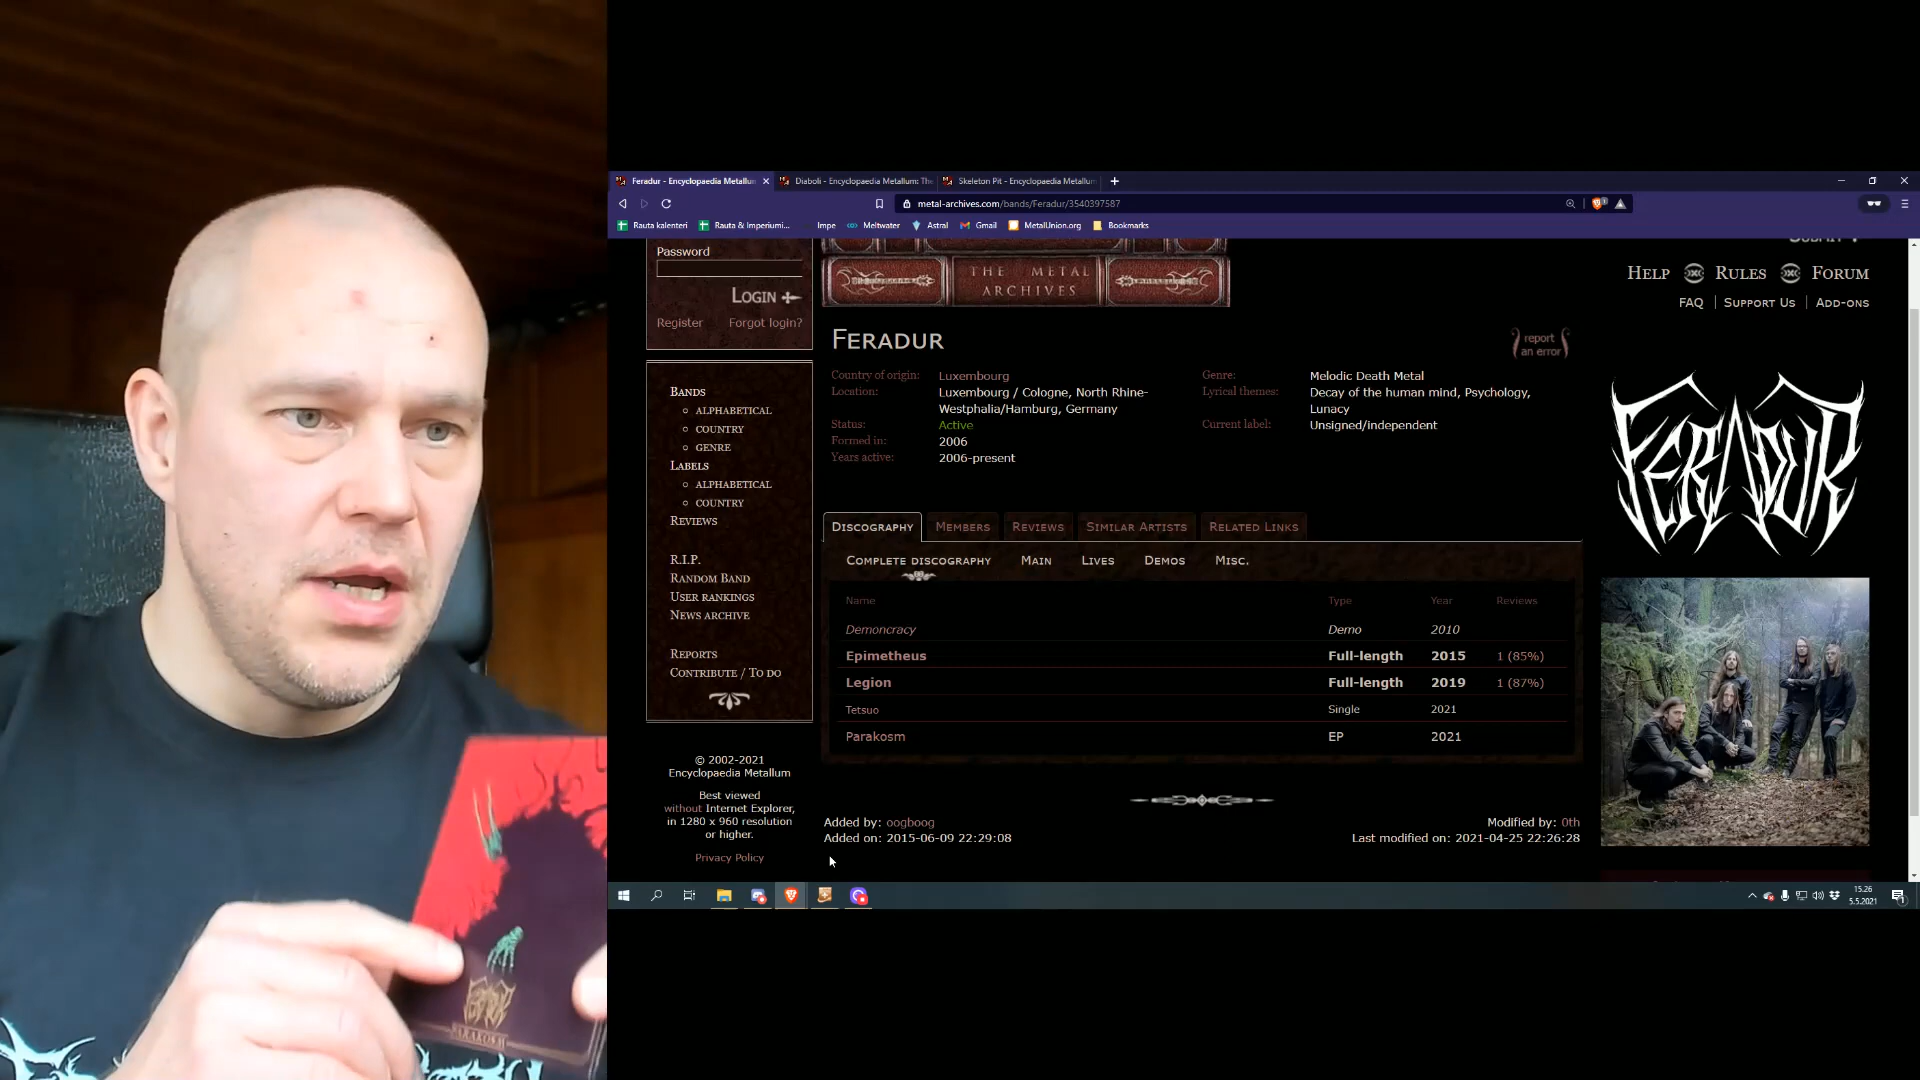 Feradur - Encyclopaedia Metallum
Diaboli - Encyclopaedia Metallum: The
Skeleton Pit - Encyclopaedia Metallum
metal-archives.com/bands/Feradur/3540397587
Rauta kalenteri
Rauta & Imperiumi...
Impe
Meltwater
Astral
Gmail
MetalUnion.org
Bookmarks
Password
LOGIN
Register Forgot login?
THE METAL
ARCHIVES
HELP RULES FORUM
FAQ SUPPORT US ADD-ONS
FERADUR
report
an error
Country of origin: Luxembourg
Location: Luxembourg / Cologne, North Rhine-
Westphalia/Hamburg, Germany
Status: Active
Formed in: 2006
Years active: 2006-present
Genre: Melodic Death Metal
Lyrical themes: Decay of the human mind, Psychology,
Lunacy
Current label: Unsigned/independent
FERADUR
BANDS
ALPHABETICAL
COUNTRY
GENRE
LABELS
ALPHABETICAL
COUNTRY
REVIEWS
R.I.P.
RANDOM BAND
USER RANKINGS
NEWS ARCHIVE
REPORTS
CONTRIBUTE / TO DO
DISCOGRAPHY MEMBERS REVIEWS SIMILAR ARTISTS RELATED LINKS
COMPLETE DISCOGRAPHY MAIN LIVES DEMOS MISC.
Name Type Year Reviews
Demoncracy Demo 2010
Epimetheus Full-length 2015 1 (85%)
Legion Full-length 2019 1 (87%)
Tetsuo Single 2021
Parakosm EP 2021
© 2002-2021
Encyclopaedia Metallum
Best viewed
without Internet Explorer,
in 1280 x 960 resolution
or higher.
Privacy Policy
Added by: oogboog
Added on: 2015-06-09 22:29:08
Modified by: 0th
Last modified on: 2021-04-25 22:26:28
15.26
5.5.2021
FERADUR
PARAKOSM